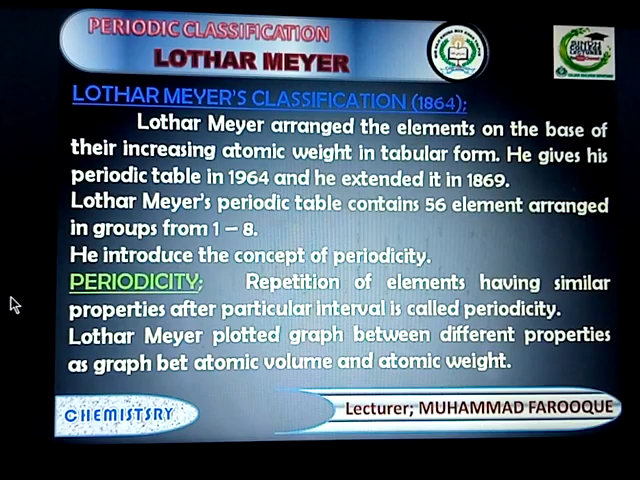 PERIODIC CLASSIFICATION
LOTHAR MEYER
LOTHAR MEYER'S CLASSIFICATION (1864);
Lothar Meyer arranged the elements on the base of
their increasing atomic weight in tabular form. He gives his
periodic table in 1964 and he extended it in 1869.
Lothar Meyer's periodic table contains 56 element arranged
in groups from 1 – 8.
He introduce the concept of periodicity.
PERIODICITY; Repetition of elements having similar
properties after particular interval is called periodicity.
Lothar Meyer plotted graph between different properties
as graph bet atomic volume and atomic weight.
CHEMISTSRY
Lecturer; MUHAMMAD FAROOQUE